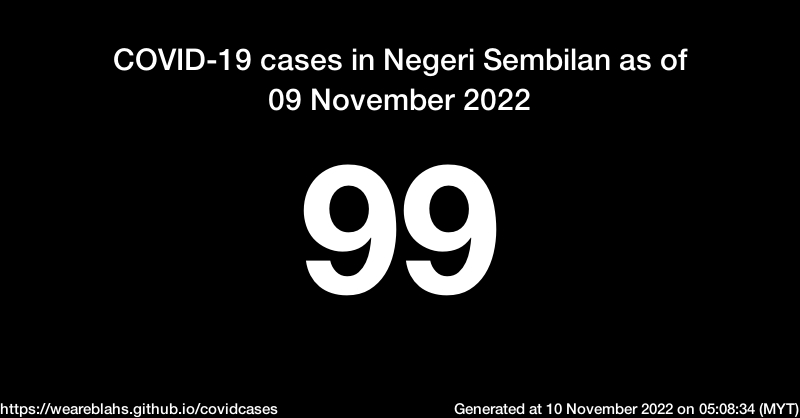 COVID-19 cases in Negeri Sembilan as of
09 November 2022
99
https://weareblahs.github.io/covidcases
Generated at 10 November 2022 on 05:08:34 (MYT)